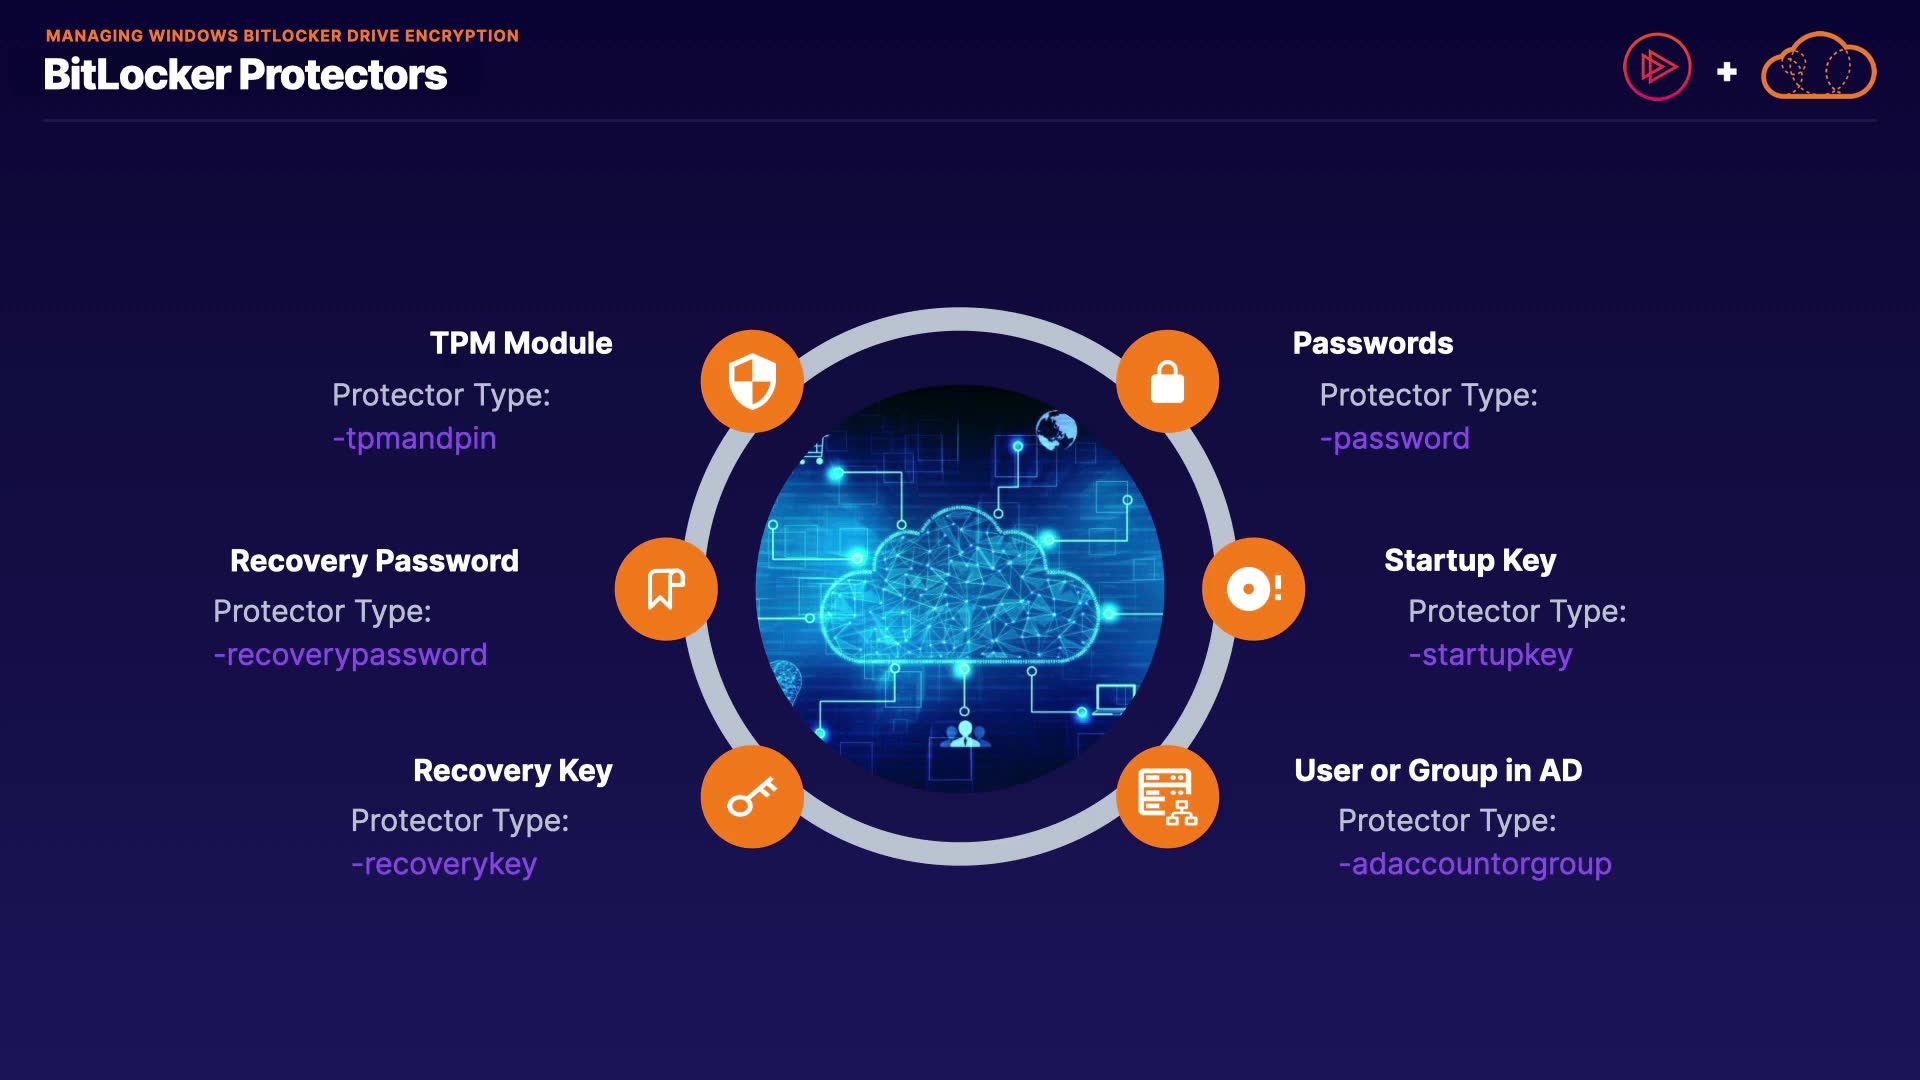 MANAGING WINDOWS BITLOCKER DRIVE ENCRYPTION
BitLocker Protectors
TPM Module
Protector Type:
-tpmandpin
Recovery Password
Protector Type:
-recoverypassword
Recovery Key
Protector Type:
-recoverykey
Passwords
Protector Type:
-password
Startup Key
Protector Type:
-startupkey
User or Group in AD
Protector Type:
-adaccountorgroup